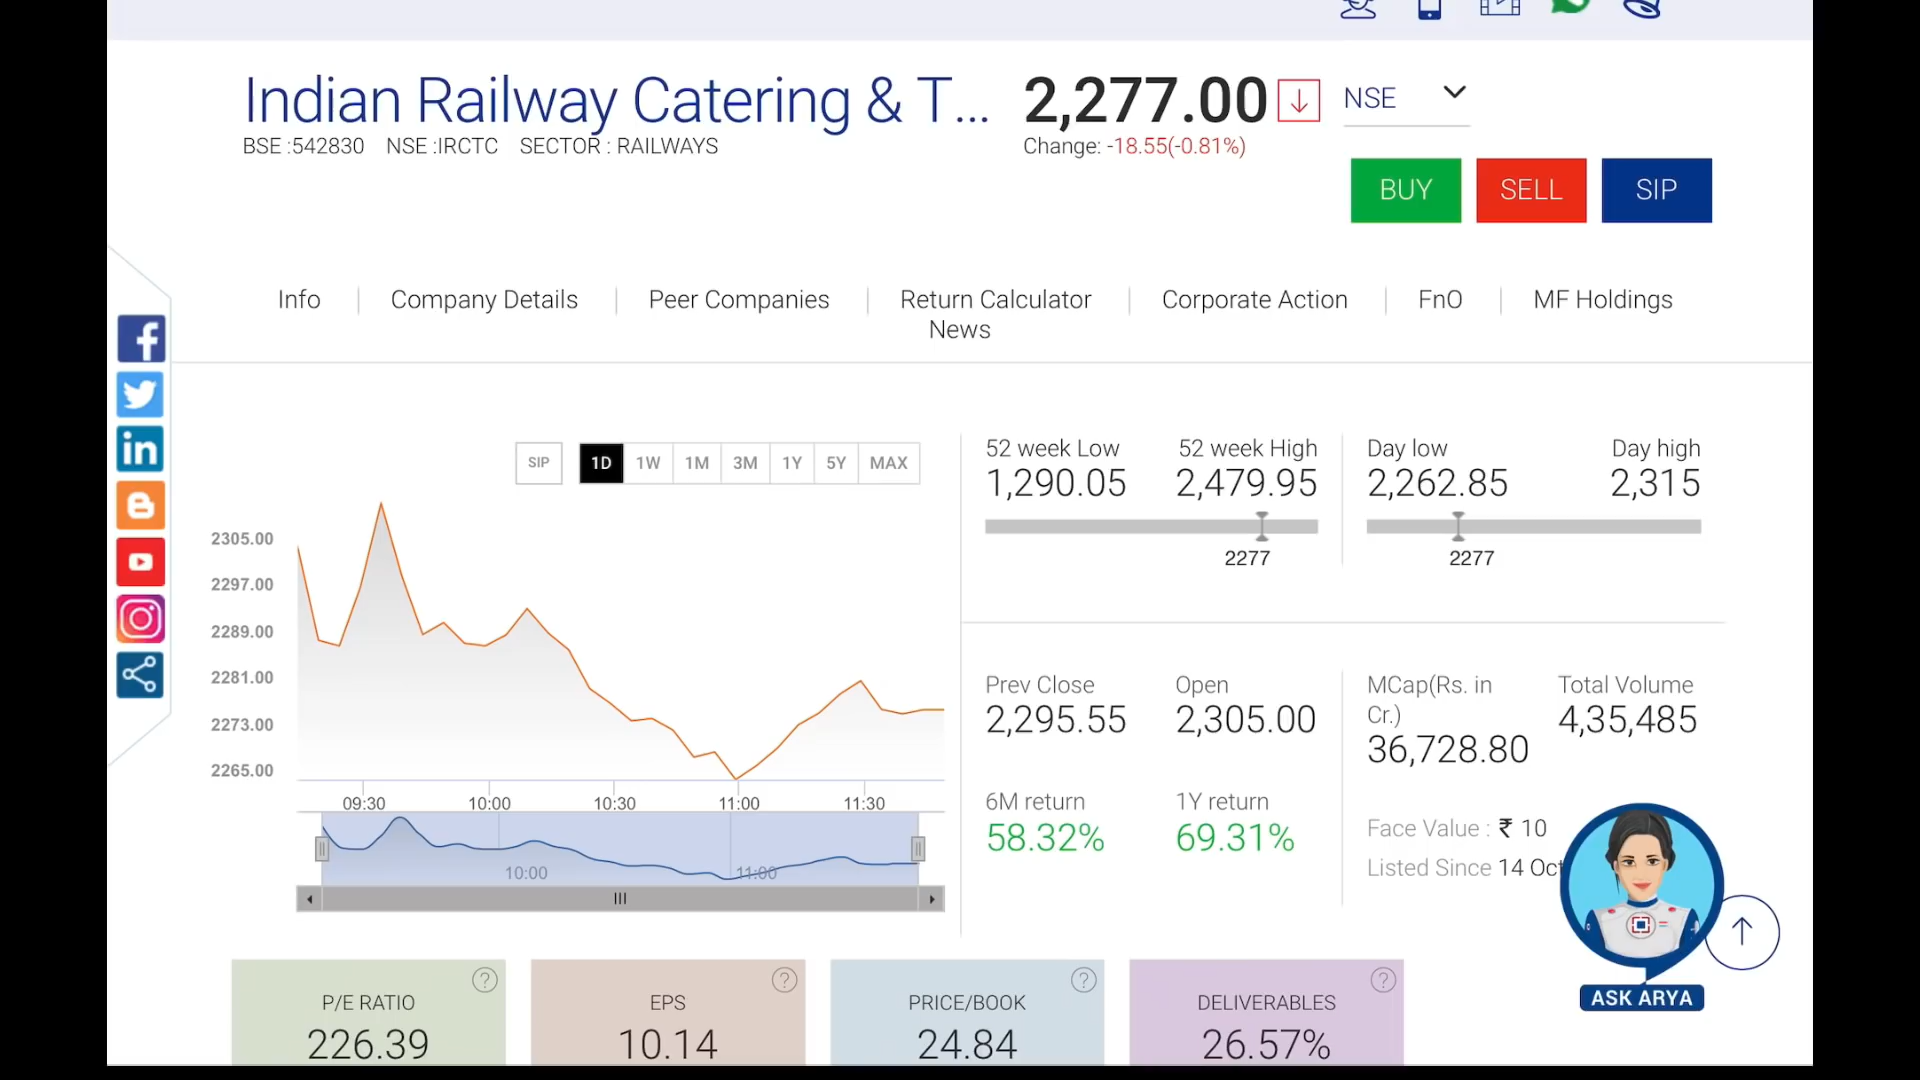 Indian Railway Catering & T...
2,277.00
NSE
BSE :542830 NSE :IRCTC SECTOR : RAILWAYS
Change: -18.55(-0.81%)
BUY
SELL
SIP
Info
Company Details
Peer Companies
Return Calculator
Corporate Action
FnO
MF Holdings
News
SIP
1D
1W
1M
3M
1Y
5Y
MAX
2305.00
2297.00
2289.00
2281.00
2273.00
2265.00
09:30
10:00
10:30
11:00
11:30
10:00
11:00
52 week Low
1,290.05
52 week High
2,479.95
2277
Day low
2,262.85
Day high
2,315
2277
Prev Close
2,295.55
Open
2,305.00
MCap(Rs. in
Cr.)
36,728.80
Total Volume
4,35,485
6M return
58.32%
1Y return
69.31%
Face Value : ₹ 10
Listed Since 14 Oct
ASK ARYA
P/E RATIO
226.39
EPS
10.14
PRICE/BOOK
24.84
DELIVERABLES
26.57%